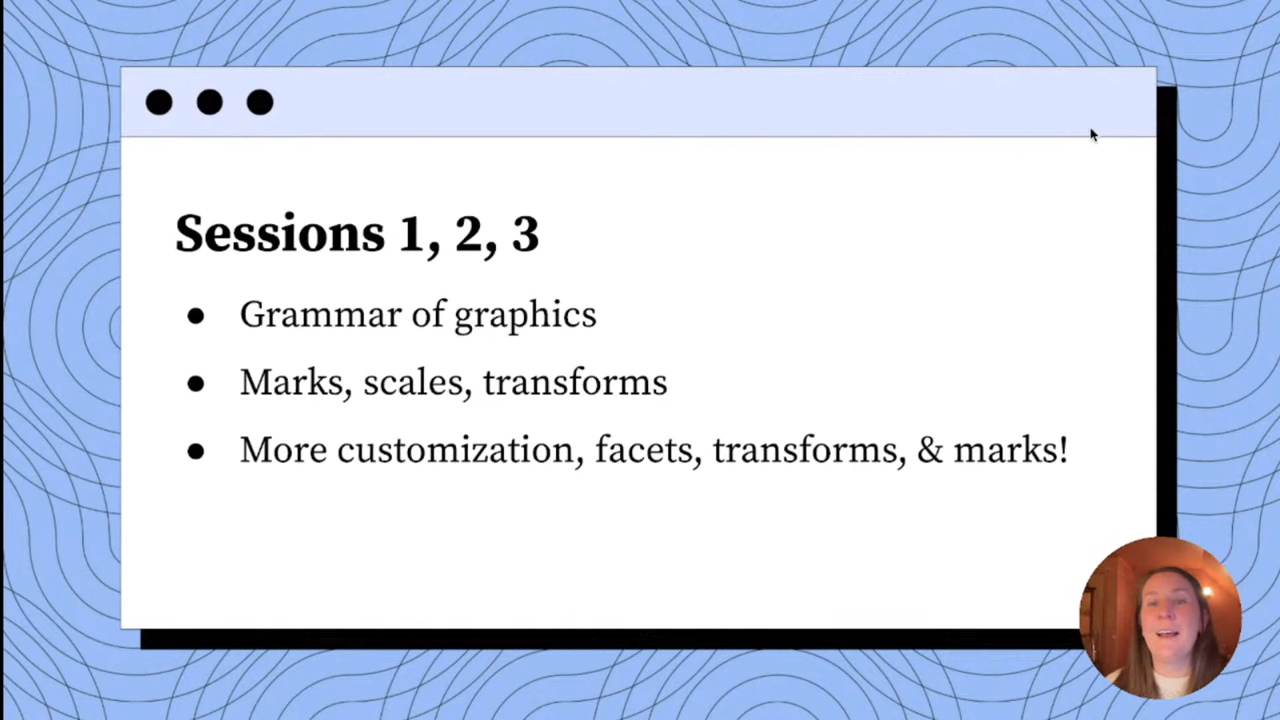 Sessions 1, 2, 3
● Grammar of graphics
● Marks, scales, transforms
● More customization, facets, transforms, & marks!